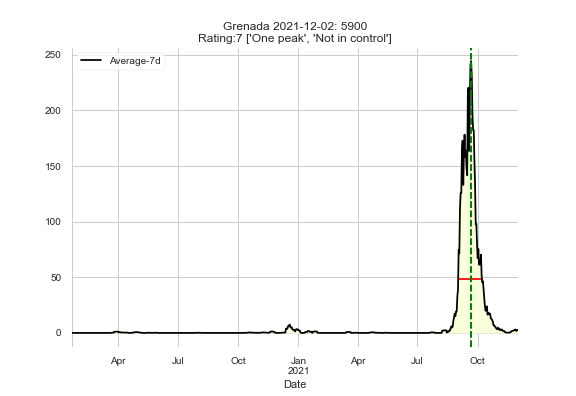 Grenada 2021-12-02: 5900
Rating:7 ['One peak', 'Not in control']
250
Average-7d
200
150
100
50
0
Apr Jul Oct Jan Apr Jul Oct
2021
Date